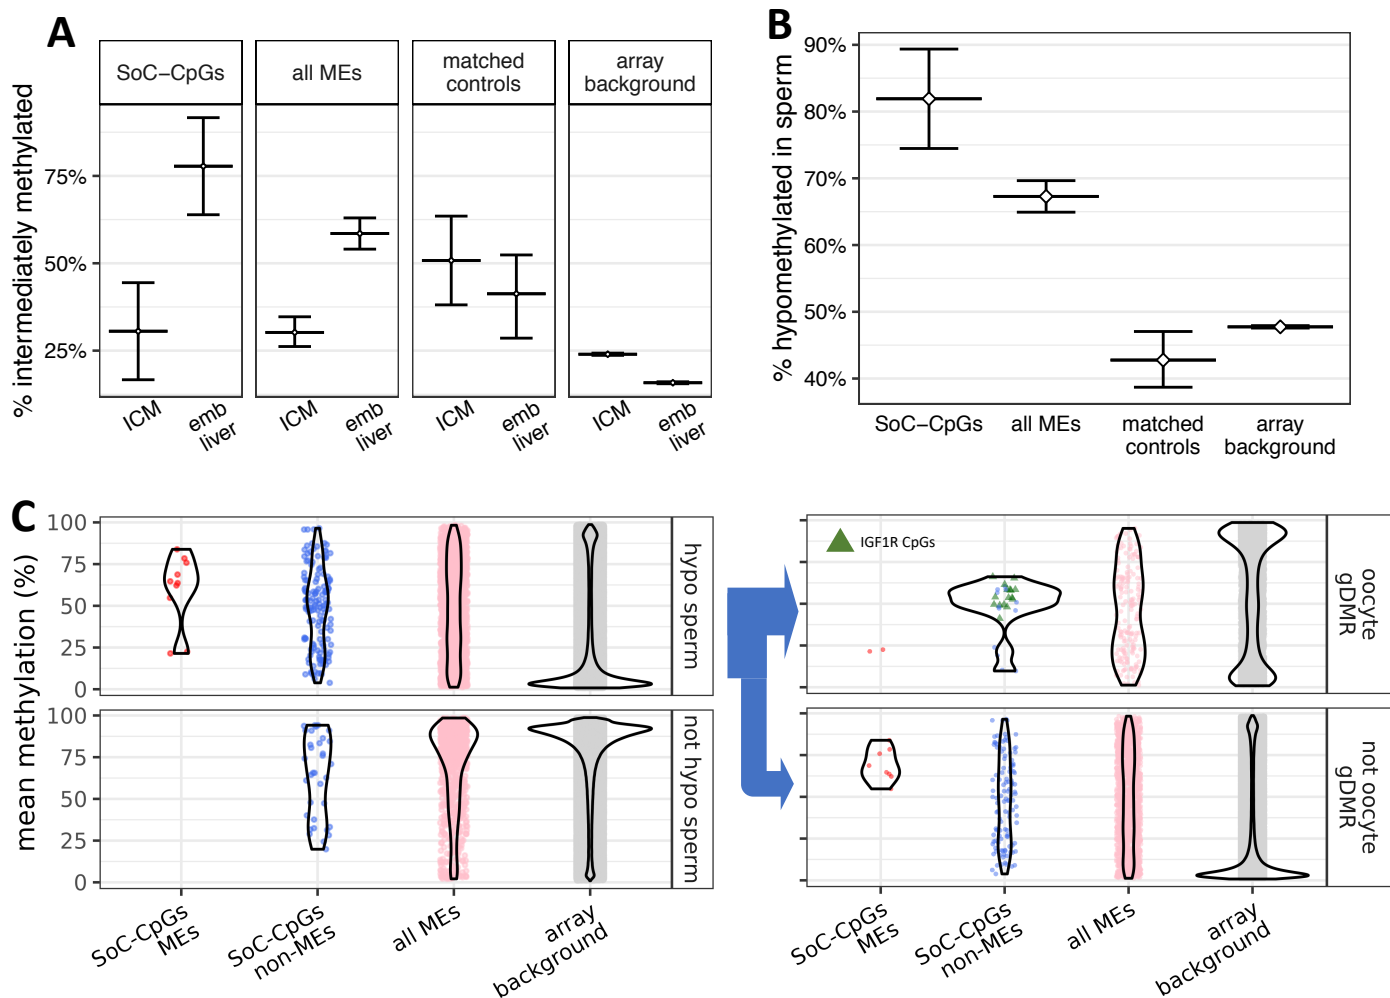 A
SoC−CpGs
all MEs
matched
controls
array
background
% intermediately methylated
75%
50%
25%
ICM
emb
liver
ICM
emb
liver
ICM
emb
liver
ICM
emb
liver
B
% hypomethylated in sperm
90%
80%
70%
60%
50%
40%
SoC−CpGs
all MEs
matched
controls
array
background
C
mean methylation (%)
100
75
50
25
0
hypo sperm
100
75
50
25
0
not hypo sperm
SoC-CpGs
MEs
SoC-CpGs
non-MEs
all MEs
array
background
IGF1R CpGs
oocyte
gDMR
not oocyte
gDMR
SoC-CpGs
MEs
SoC-CpGs
non-MEs
all MEs
array
background